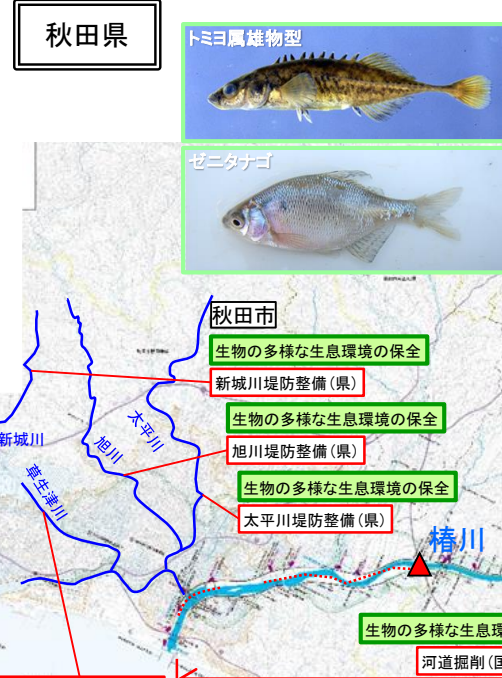 秋田県
トミヨ属雄物型
ゼニタナゴ
秋田市
生物の多様な生息環境の保全
新城川堤防整備(県)
生物の多様な生息環境の保全
旭川堤防整備(県)
生物の多様な生息環境の保全
太平川堤防整備(県)
新城川
旭川
太平川
草生津川
椿川
生物の多様な生息環
河道掘削(国